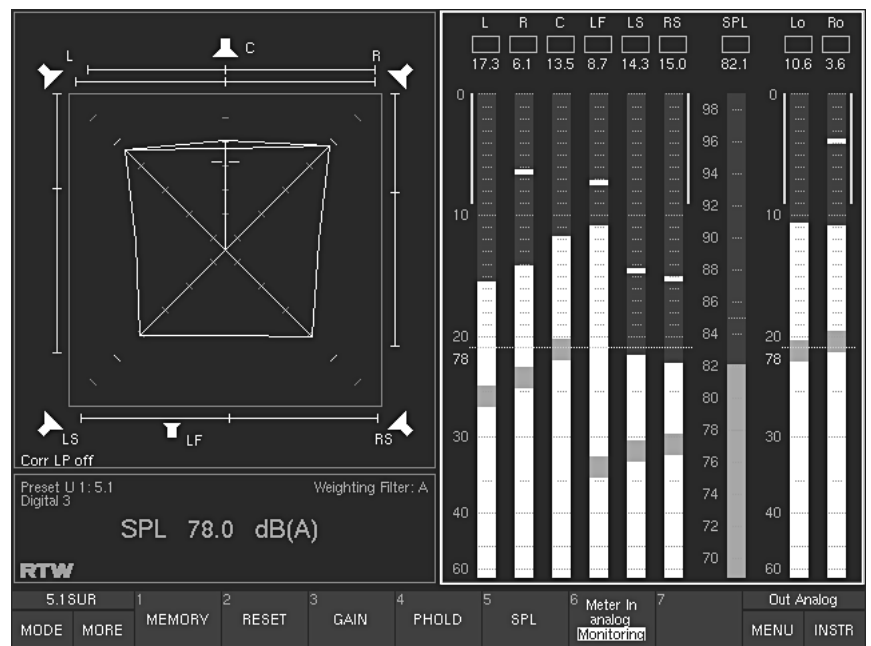 L R C LF LS RS SPL Lo Ro
17.3 6.1 13.5 8.7 14.3 15.0 82.1 10.6 3.6
C
L
R
0
10
20
78
30
40
60
98
96
94
92
90
88
86
84
82
80
78
76
74
72
70
0
10
20
78
30
40
60
LS
LF
RS
Corr LP off
Preset U 1: 5.1
Weighting Filter: A
Digital 3
SPL 78.0 dB(A)
RTW
5.1SUR
MODE MORE
1 MEMORY
2 RESET
3 GAIN
4 PHOLD
5 SPL
6 Meter In
analog
Monitoring
7
Out Analog
MENU INSTR